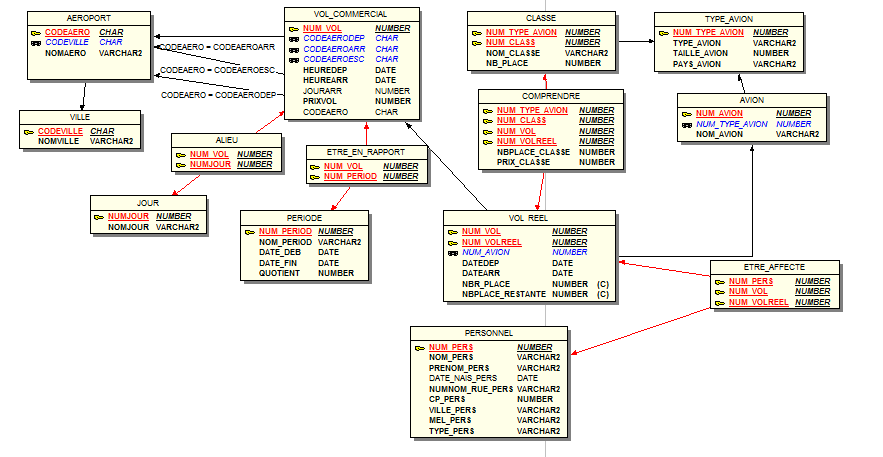 AEROPORT
CODEAERO CHAR
CODEVILLE CHAR
NOMAERO VARCHAR2
VOL_COMMERCIAL
NUM_VOL NUMBER
CODEAERODEP CHAR
CODEAEROARR CHAR
CODEAEROESC CHAR
HEUREDEP DATE
HEUREARR DATE
JOURARR NUMBER
PRIXVOL NUMBER
CODEAERO CHAR
CODEAERO = CODEAEROARR
CODEAERO = CODEAEROESC
CODEAERO = CODEAERODEP
CLASSE
NUM_TYPE_AVION NUMBER
NUM_CLASS NUMBER
NOM_CLASSE VARCHAR2
NB_PLACE NUMBER
TYPE_AVION
NUM_TYPE_AVION NUMBER
TYPE_AVION VARCHAR2
TAILLE_AVION NUMBER
PAYS_AVION VARCHAR2
VILLE
CODEVILLE CHAR
NOMVILLE VARCHAR2
COMPRENDRE
NUM_TYPE_AVION NUMBER
NUM_CLASS NUMBER
NUM_VOL NUMBER
NUM_VOLREEL NUMBER
NBPLACE_CLASSE NUMBER
PRIX_CLASSE NUMBER
AVION
NUM_AVION NUMBER
NUM_TYPE_AVION NUMBER
NOM_AVION VARCHAR2
ALIEU
NUM_VOL NUMBER
NUMJOUR NUMBER
ETRE_EN_RAPPORT
NUM_VOL NUMBER
NUM_PERIOD NUMBER
JOUR
NUMJOUR NUMBER
NOMJOUR VARCHAR2
PERIODE
NUM_PERIOD NUMBER
NOM_PERIOD VARCHAR2
DATE_DEB DATE
DATE_FIN DATE
QUOTIENT NUMBER
VOL_REEL
NUM_VOL NUMBER
NUM_VOLREEL NUMBER
NUM_AVION NUMBER
DATEDEP DATE
DATEARR DATE
NBR_PLACE NUMBER (C)
NBPLACE_RESTANTE NUMBER (C)
ETRE_AFFECTE
NUM_PERS NUMBER
NUM_VOL NUMBER
NUM_VOLREEL NUMBER
PERSONNEL
NUM_PERS NUMBER
NOM_PERS VARCHAR2
PRENOM_PERS VARCHAR2
DATE_NAIS_PERS DATE
NUMNOM_RUE_PERS VARCHAR2
CP_PERS NUMBER
VILLE_PERS VARCHAR2
MEL_PERS VARCHAR2
TYPE_PERS VARCHAR2